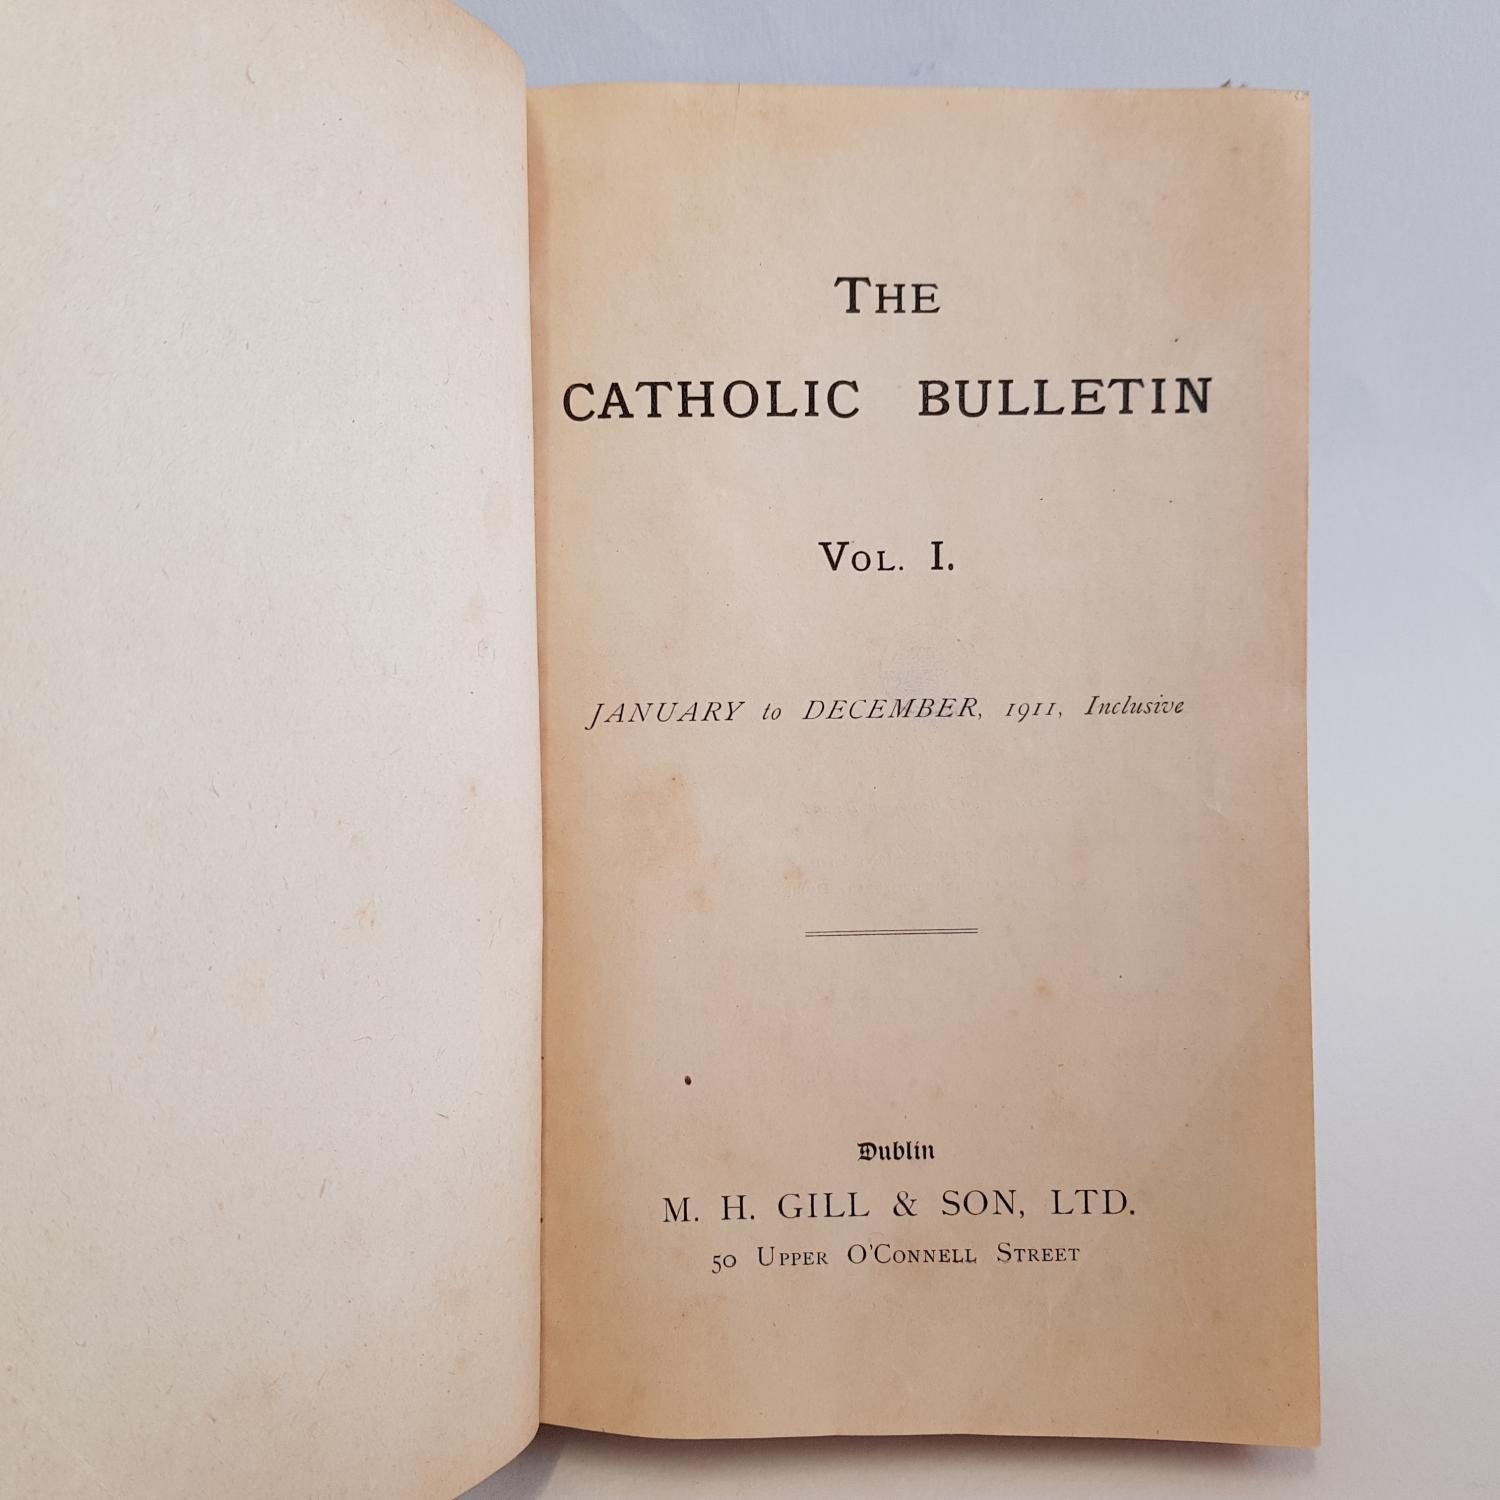 THE
CATHOLIC BULLETIN
VOL. I.
JANUARY to DECEMBER, 1911, Inclusive
Dublin
M. H. GILL & SON, LTD.
50 UPPER O'CONNELL STREET